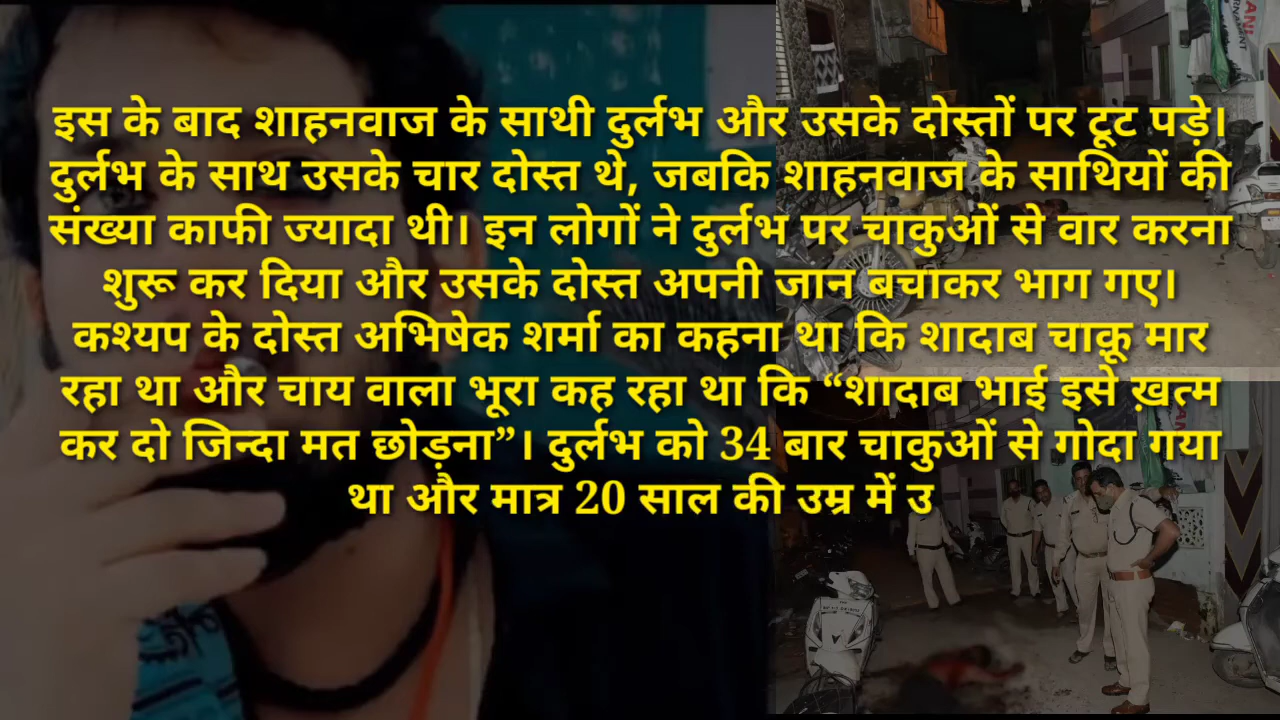 इस के बाद शाहनवाज के साथी दुर्लभ और उसके दोस्तों पर टूट पड़े।
दुर्लभ के साथ उसके चार दोस्त थे, जबकि शाहनवाज के साथियों की
संख्या काफी ज्यादा थी। इन लोगों ने दुर्लभ पर चाकुओं से वार करना
शुरू कर दिया और उसके दोस्त अपनी जान बचाकर भाग गए।
कश्यप के दोस्त अभिषेक शर्मा का कहना था कि शादाब चाक़ू मार
रहा था और चाय वाला भूरा कह रहा था कि “शादाब भाई इसे ख़त्म
कर दो जिन्दा मत छोड़ना”। दुर्लभ को 34 बार चाकुओं से गोदा गया
था और मात्र 20 साल की उम्र में उ